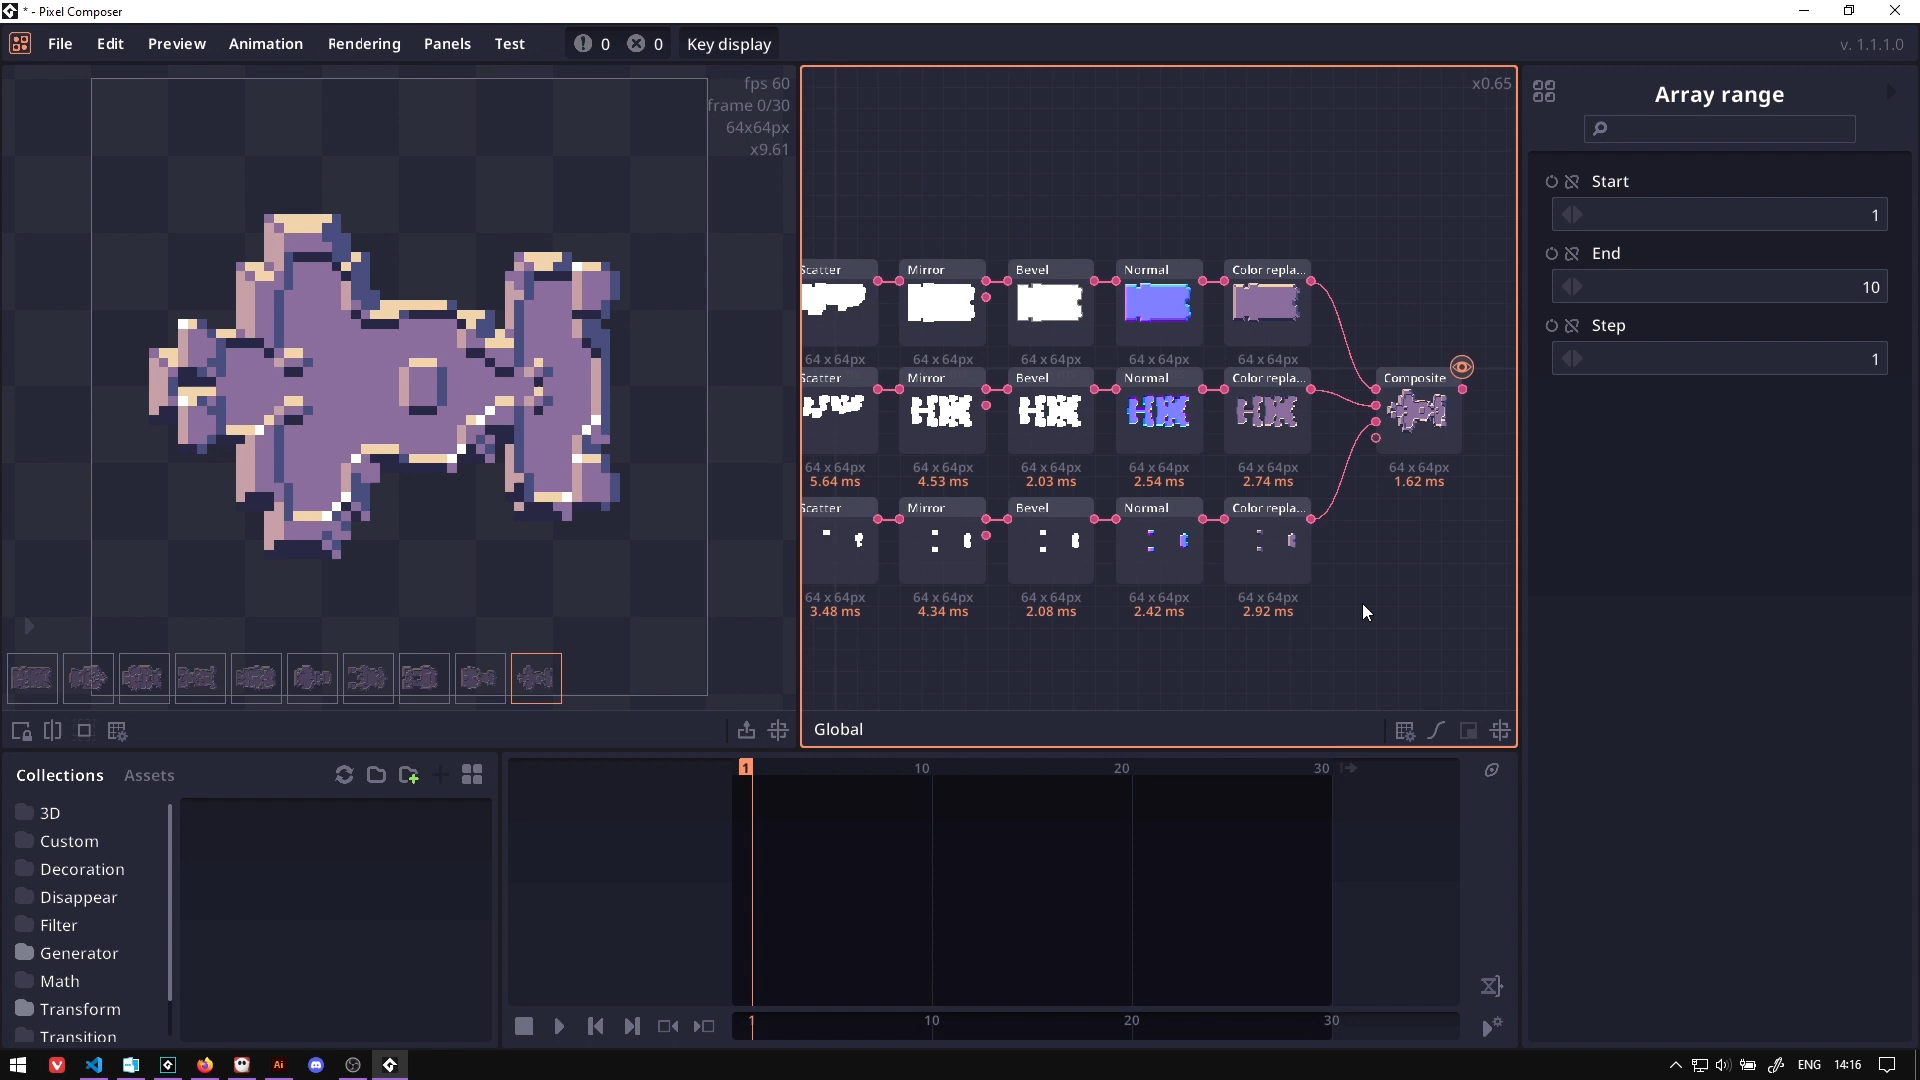 * - Pixel Composer
File Edit Preview Animation Rendering Panels Test 0 0 Key display v. 1.1.1.0
fps 60
frame 0/30
64x64px
x9.61
x0.65
Scatter Mirror Bevel Normal Color repla...
64 x 64px 64 x 64px 64 x 64px 64 x 64px 64 x 64px
Scatter Mirror Bevel Normal Color repla... Composite
64 x 64px 64 x 64px 64 x 64px 64 x 64px 64 x 64px 64 x 64px
5.64 ms 4.53 ms 2.03 ms 2.54 ms 2.74 ms 1.62 ms
Scatter Mirror Bevel Normal Color repla...
64 x 64px 64 x 64px 64 x 64px 64 x 64px 64 x 64px
3.48 ms 4.34 ms 2.08 ms 2.42 ms 2.92 ms
Global
Array range
Start
1
End
10
Step
1
Collections Assets
3D
Custom
Decoration
Disappear
Filter
Generator
Math
Transform
Transition
1 10 20 30
1 10 20 30
Ai ENG 14:16